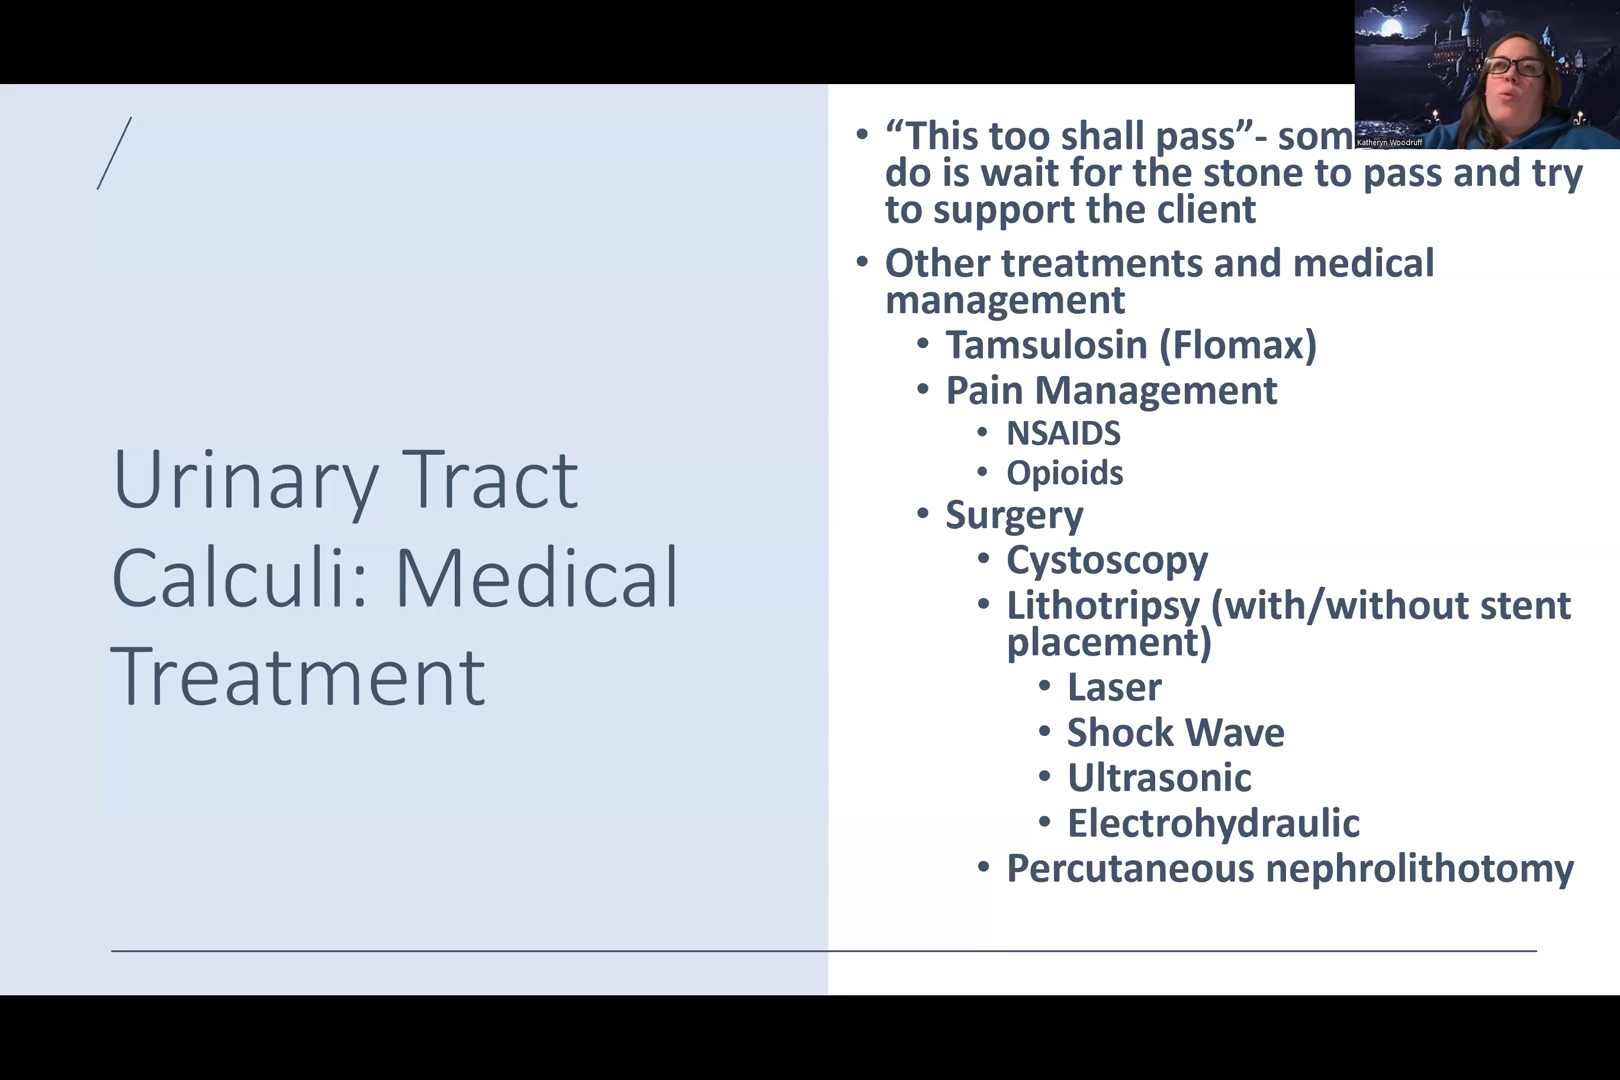 Katheryn Woodruff
Urinary Tract
Calculi: Medical
Treatment
• “This too shall pass”- som
do is wait for the stone to pass and try
to support the client
• Other treatments and medical
management
• Tamsulosin (Flomax)
• Pain Management
• NSAIDS
• Opioids
• Surgery
• Cystoscopy
• Lithotripsy (with/without stent
placement)
• Laser
• Shock Wave
• Ultrasonic
• Electrohydraulic
• Percutaneous nephrolithotomy